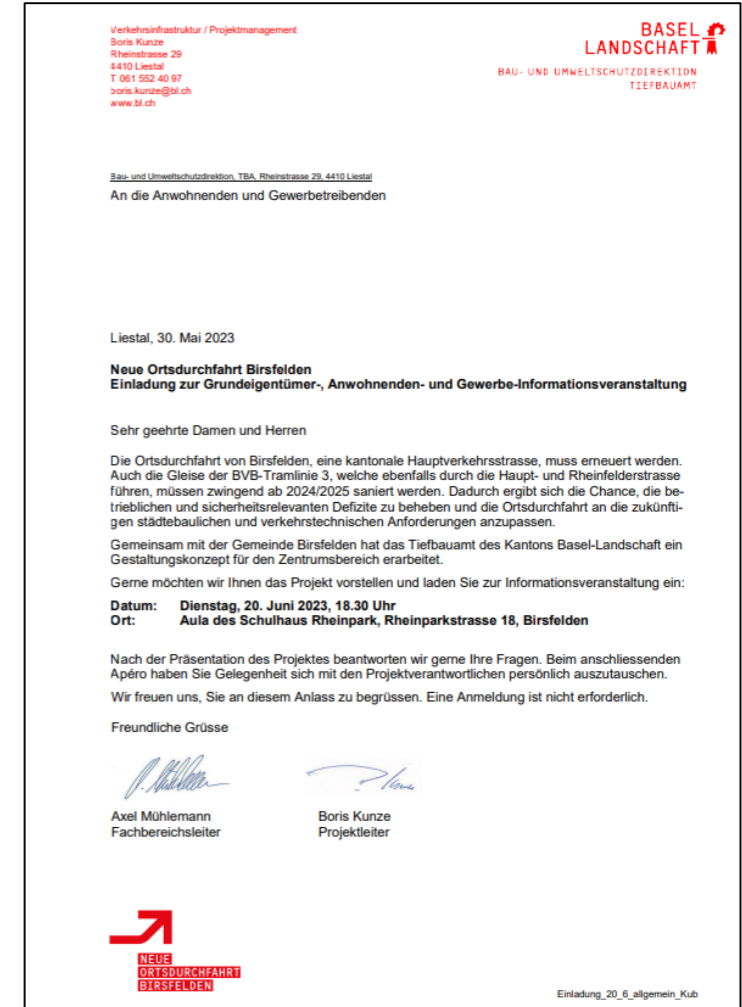 Verkehrsinfrastruktur / Projektmanagement
Boris Kunze
Rheinstrasse 29
4410 Liestal
T 061 552 40 97
boris.kunze@bl.ch
www.bl.ch
BASEL
LANDSCHAFT
BAU- UND UMWELTSCHUTZDIREKTION
TIEFBAUAMT
Bau- und Umweltschutzdirektion, TBA, Rheinstrasse 29, 4410 Liestal
An die Anwohnenden und Gewerbetreibenden
Liestal, 30. Mai 2023
Neue Ortsdurchfahrt Birsfelden
Einladung zur Grundeigentümer-, Anwohnenden- und Gewerbe-Informationsveranstaltung
Sehr geehrte Damen und Herren
Die Ortsdurchfahrt von Birsfelden, eine kantonale Hauptverkehrsstrasse, muss erneuert werden.
Auch die Gleise der BVB-Tramlinie 3, welche ebenfalls durch die Haupt- und Rheinfelderstrasse
führen, müssen zwingend ab 2024/2025 saniert werden. Dadurch ergibt sich die Chance, die be-
trieblichen und sicherheitsrelevanten Defizite zu beheben und die Ortsdurchfahrt an die zukünfti-
gen städtebaulichen und verkehrstechnischen Anforderungen anzupassen.
Gemeinsam mit der Gemeinde Birsfelden hat das Tiefbauamt des Kantons Basel-Landschaft ein
Gestaltungskonzept für den Zentrumsbereich erarbeitet.
Gerne möchten wir Ihnen das Projekt vorstellen und laden Sie zur Informationsveranstaltung ein:
Datum: Dienstag, 20. Juni 2023, 18.30 Uhr
Ort: Aula des Schulhaus Rheinpark, Rheinparkstrasse 18, Birsfelden
Nach der Präsentation des Projektes beantworten wir gerne Ihre Fragen. Beim anschliessenden
Apéro haben Sie Gelegenheit sich mit den Projektverantwortlichen persönlich auszutauschen.
Wir freuen uns, Sie an diesem Anlass zu begrüssen. Eine Anmeldung ist nicht erforderlich.
Freundliche Grüsse
Axel Mühlemann Boris Kunze
Fachbereichsleiter Projektleiter
NEUE
ORTSDURCHFAHRT
BIRSFELDEN
Einladung_20_6_allgemein_Kub